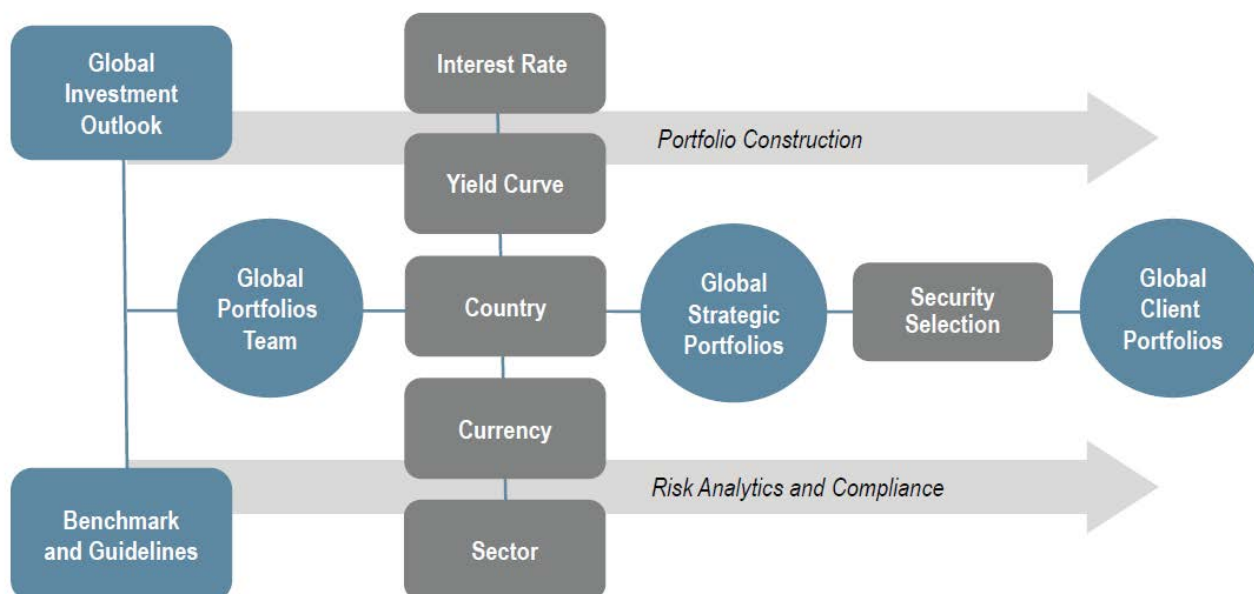 Global
Investment
Outlook
Interest Rate
Portfolio Construction
Yield Curve
Global
Portfolios
Team
Country
Global
Strategic
Portfolios
Security
Selection
Global
Client
Portfolios
Currency
Risk Analytics and Compliance
Benchmark
and Guidelines
Sector